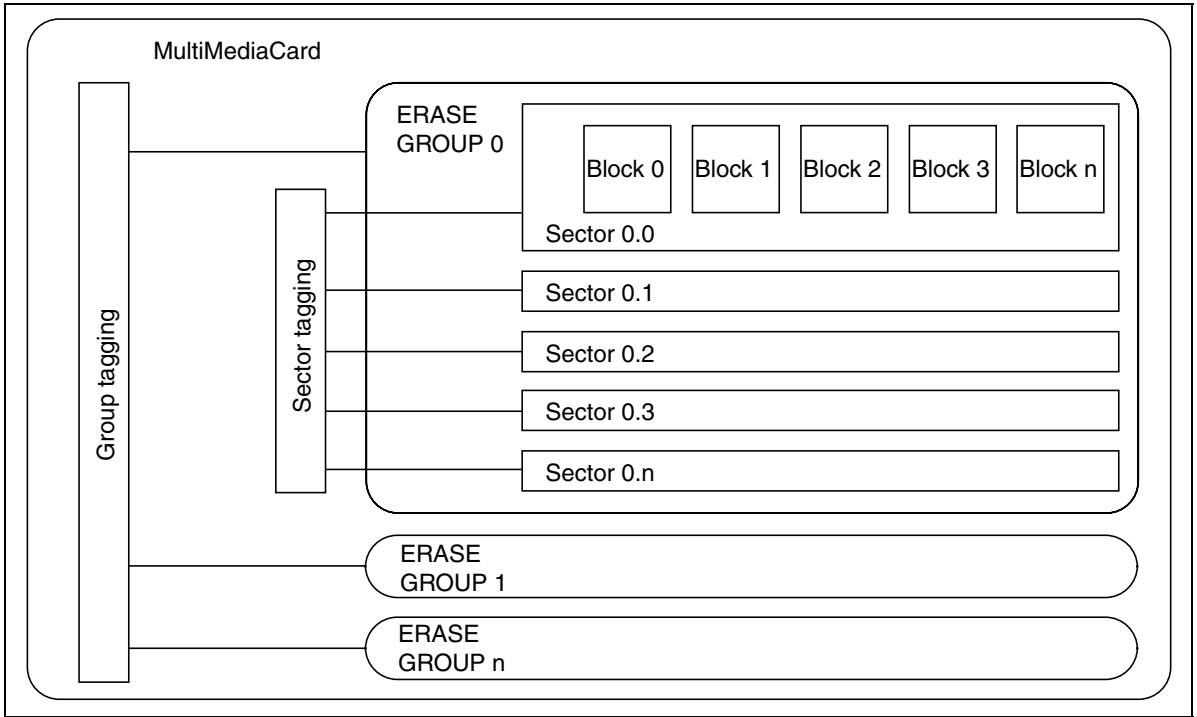 MultiMediaCard
Group tagging
Sector tagging
ERASE
GROUP 0
Block 0
Block 1
Block 2
Block 3
Block n
Sector 0.0
Sector 0.1
Sector 0.2
Sector 0.3
Sector 0.n
ERASE
GROUP 1
ERASE
GROUP n